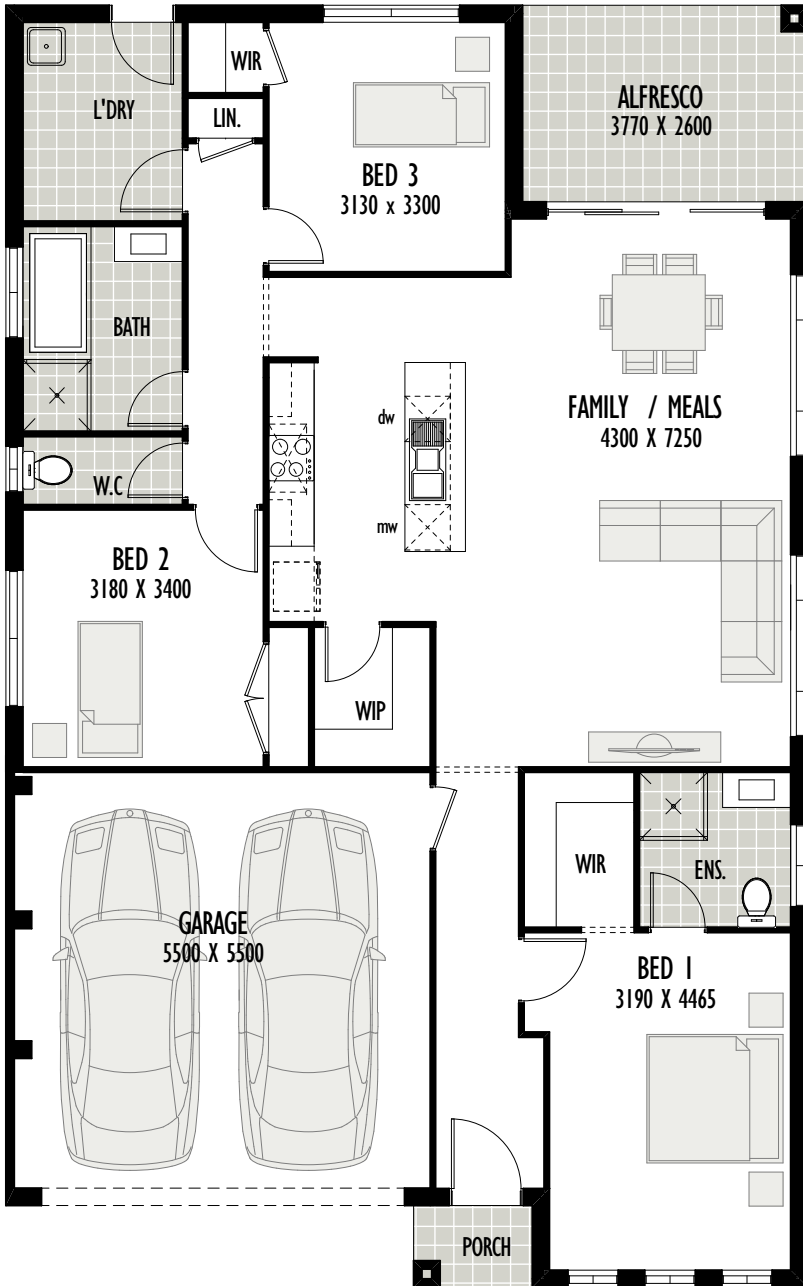 WIR
L'DRY
LIN.
ALFRESCO
3770 X 2600
BED 3
3130 x 3300
BATH
FAMILY / MEALS
4300 X 7250
dw
W.C
mw
BED 2
3180 X 3400
WIP
WIR
ENS.
GARAGE
5500 X 5500
BED 1
3190 X 4465
PORCH